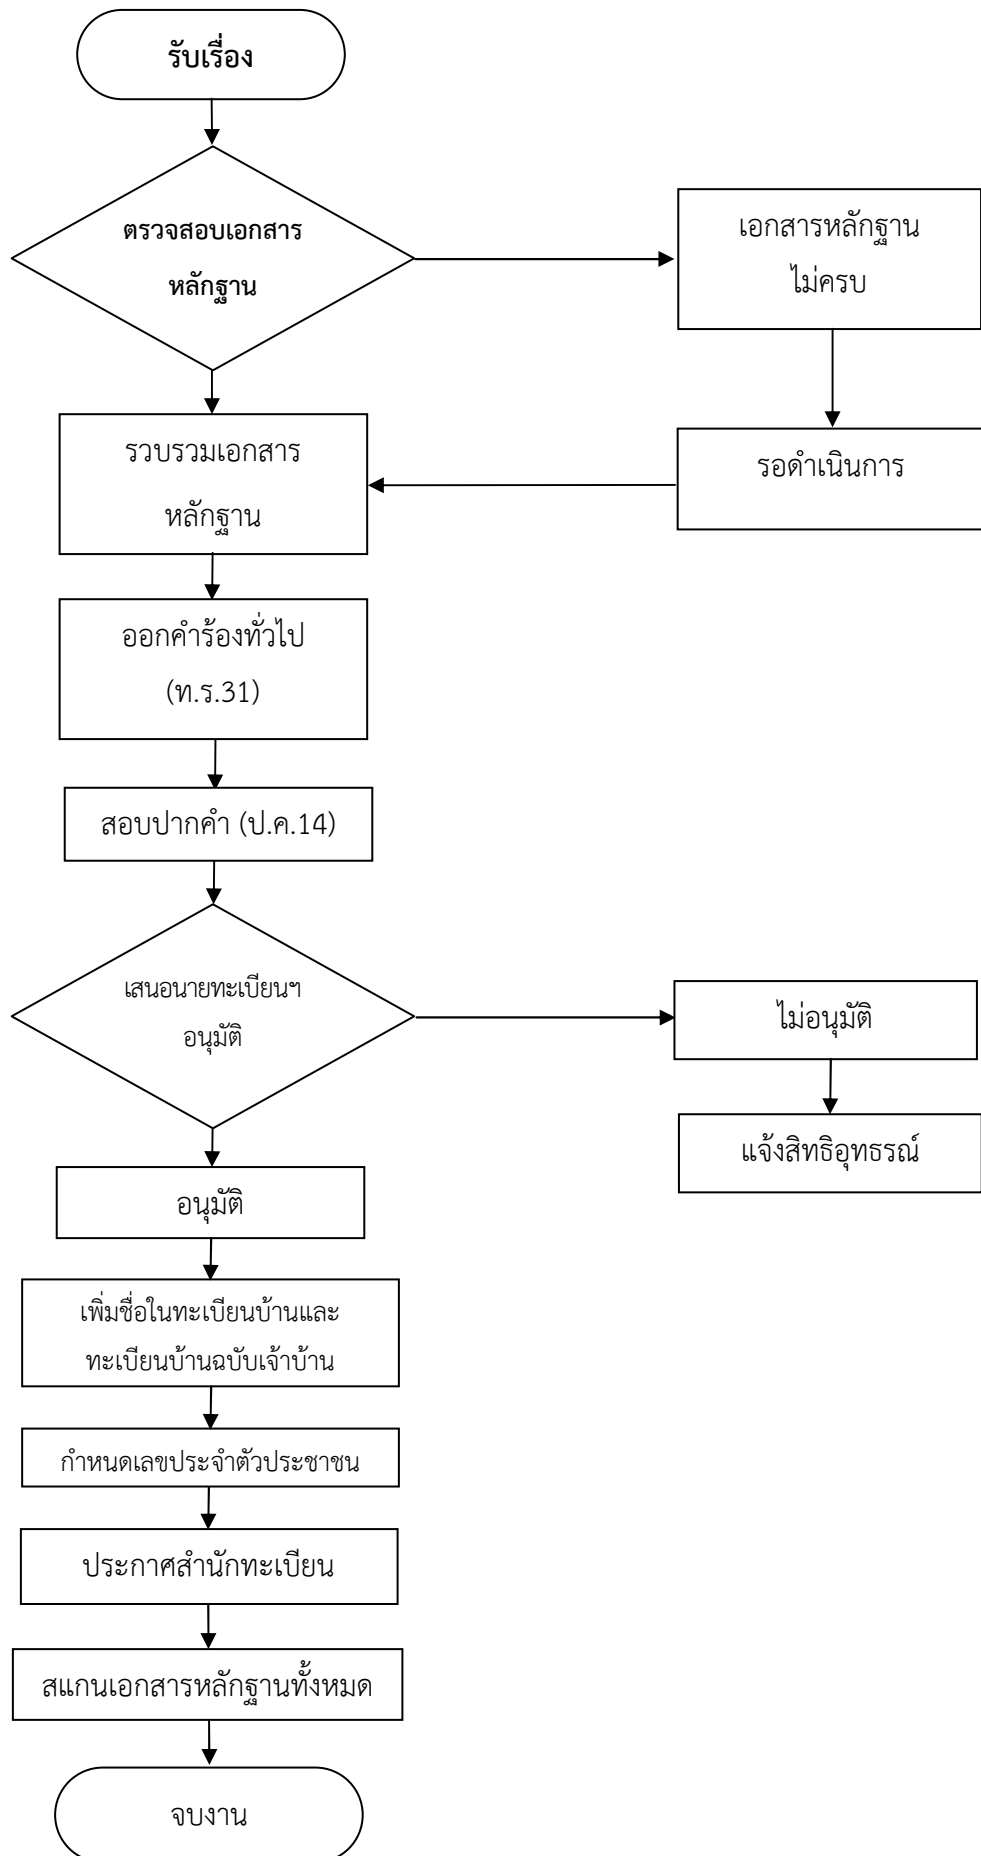 รับเรื่อง
ตรวจสอบเอกสาร
หลักฐาน
เอกสารหลักฐาน
ไม่ครบ
รวบรวมเอกสาร
หลักฐาน
รอดำเนินการ
ออกคำร้องทั่วไป
(ท.ร.31)
สอบปากคำ (ป.ค.14)
เสนอนายทะเบียนฯ
อนุมัติ
ไม่อนุมัติ
แจ้งสิทธิอุทธรณ์
อนุมัติ
เพิ่มชื่อในทะเบียนบ้านและ
ทะเบียนบ้านฉบับเจ้าบ้าน
กำหนดเลขประจำตัวประชาชน
ประกาศสำนักทะเบียน
สแกนเอกสารหลักฐานทั้งหมด
จบงาน